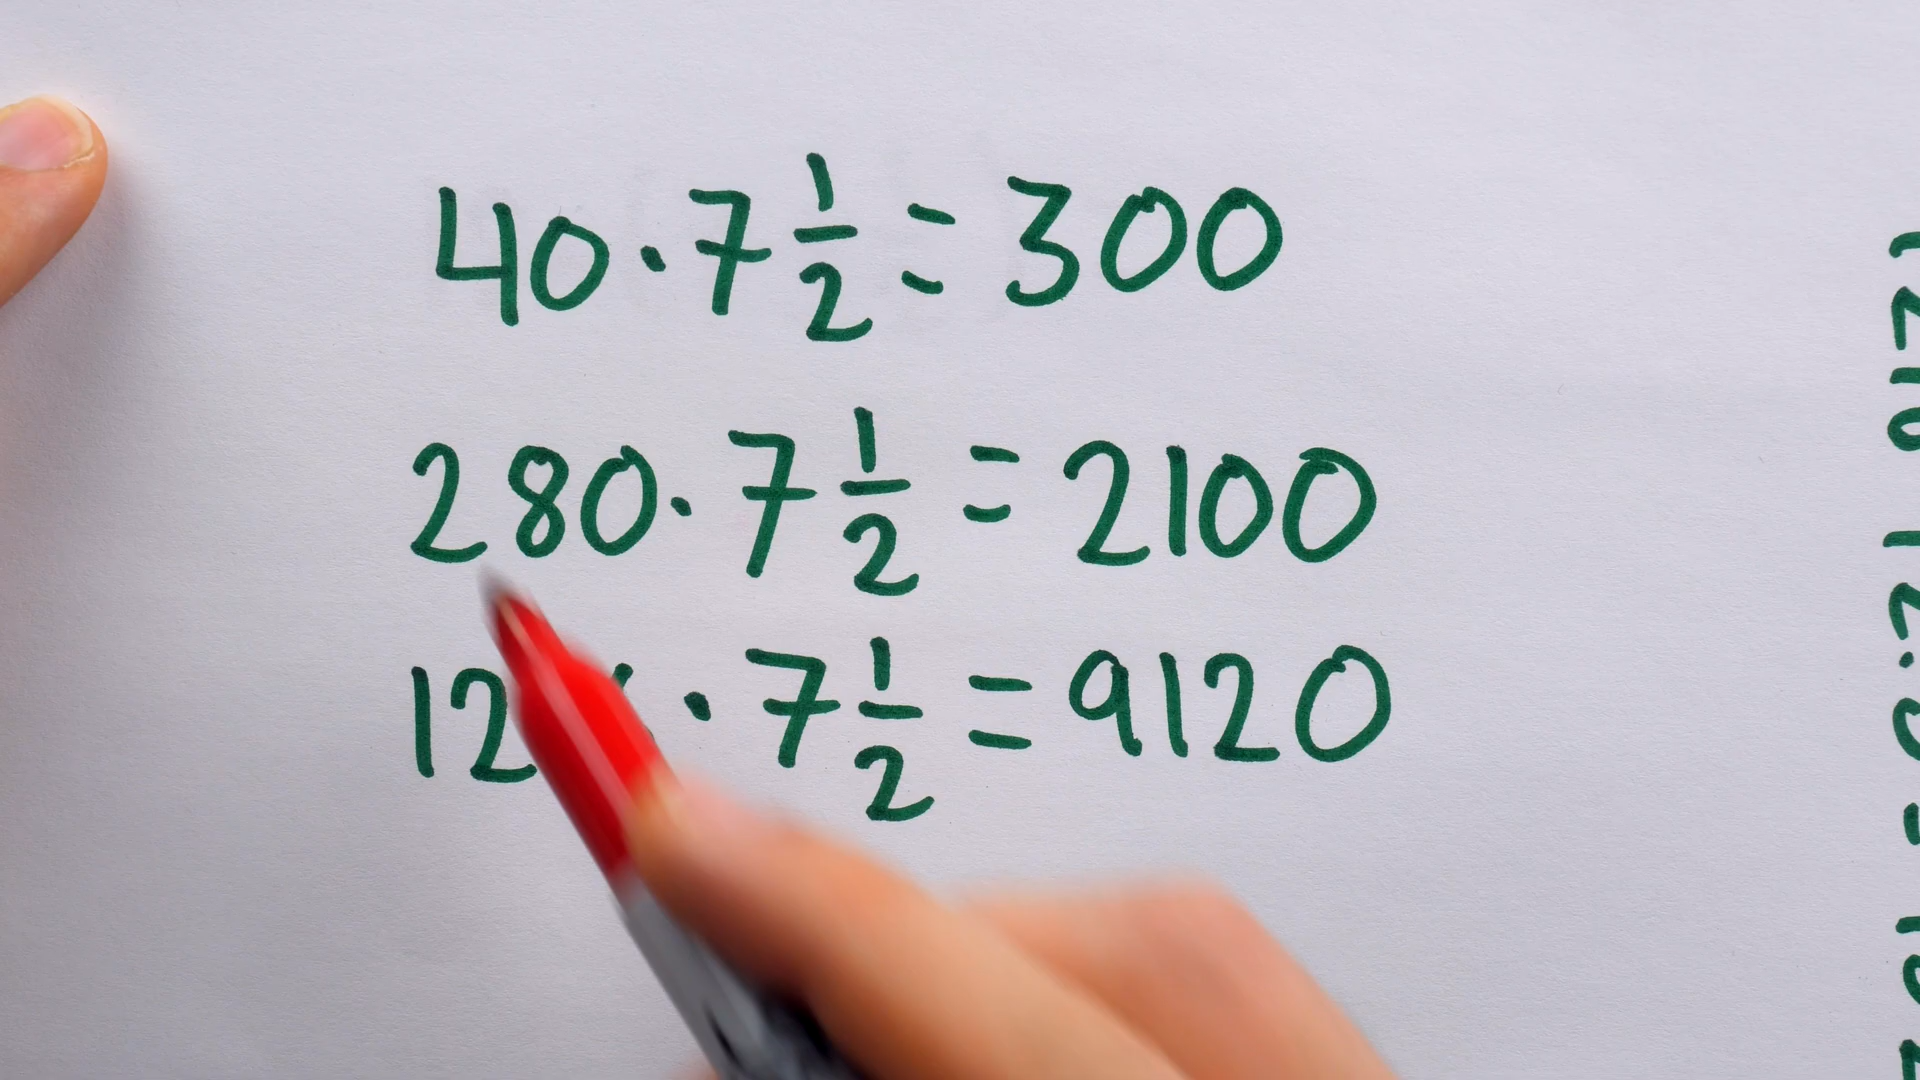 40 · 7 1/2 = 300
280 · 7 1/2 = 2100
12 · 7 1/2 = 9120